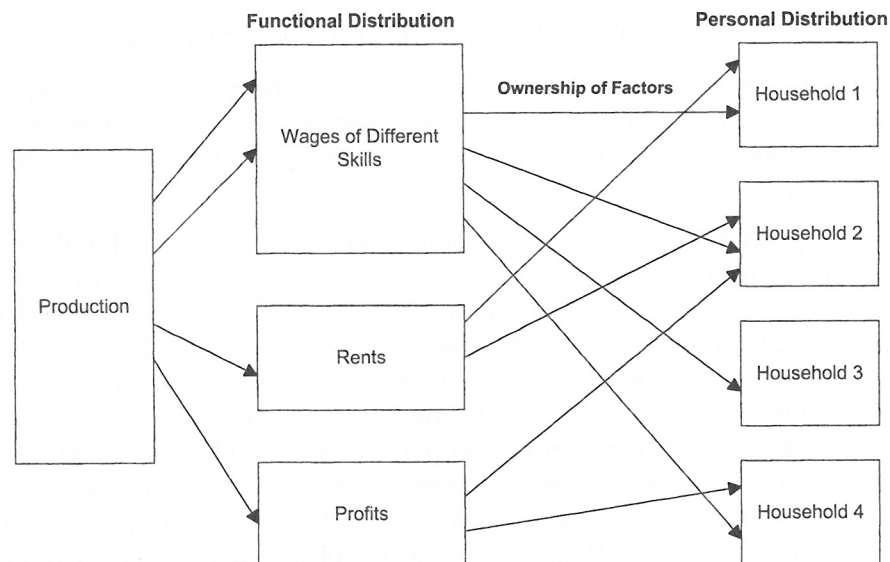 Functional Distribution
Personal Distribution
Production
Wages of Different
Skills
Rents
Profits
Ownership of Factors
Household 1
Household 2
Household 3
Household 4